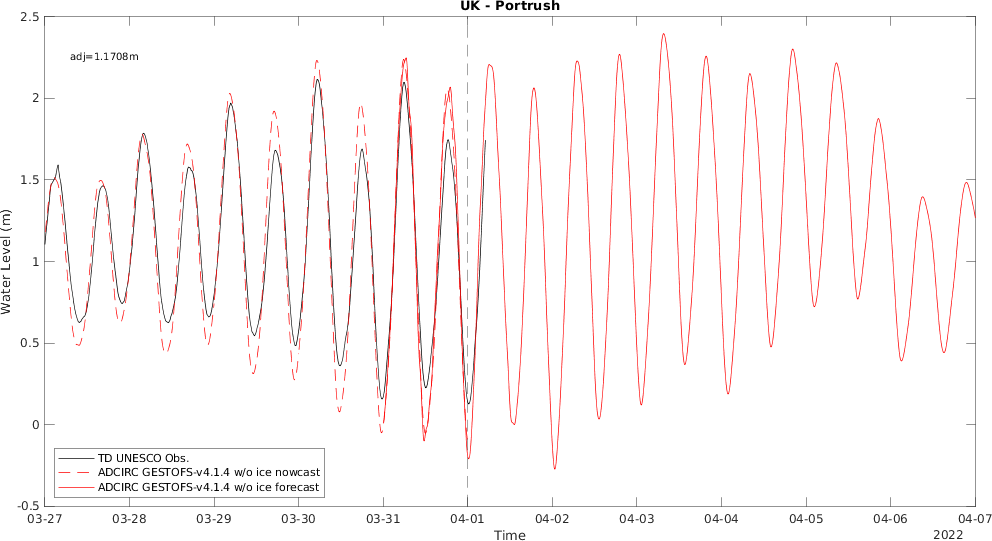 UK - Portrush
2.5
adj=1.1708m
2
1.5
1
0.5
0
-0.5
Water Level (m)
TD UNESCO Obs.
ADCIRC GESTOFS-v4.1.4 w/o ice nowcast
ADCIRC GESTOFS-v4.1.4 w/o ice forecast
03-27 03-28 03-29 03-30 03-31 04-01 04-02 04-03 04-04 04-05 04-06 04-07
Time
2022